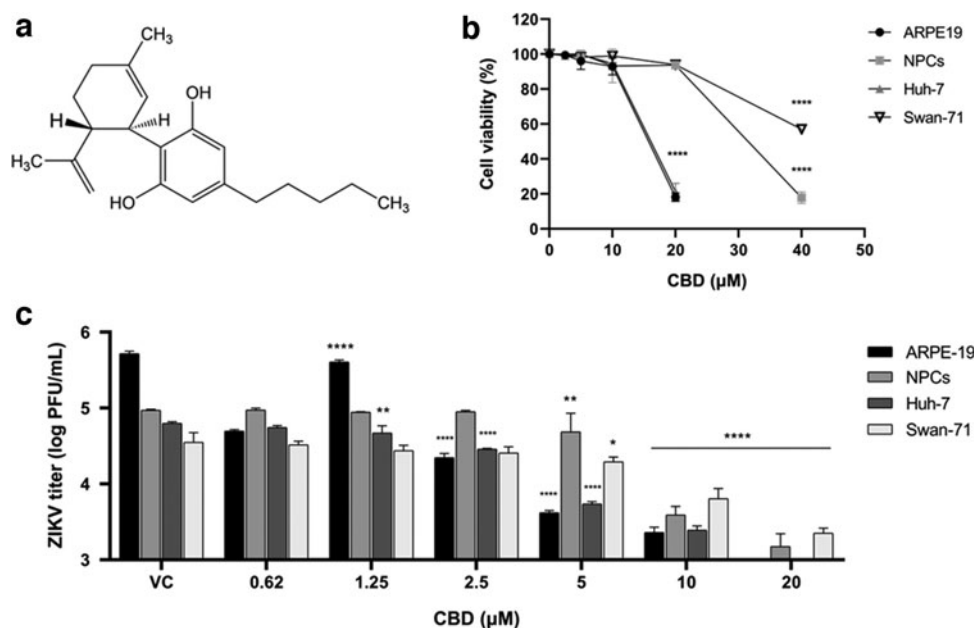 a
CH₃
OH
H
H
H₃C
HO
CH₃
b
Cell viability (%)
120
100
80
60
40
20
0
0
10
20
30
40
50
CBD (µM)
****
****
****
ARPE19
NPCs
Huh-7
Swan-71
c
ZIKV titer (log PFU/mL)
6
5
4
3
****
**
****
****
****
**
****
*
****
VC
0.62
1.25
2.5
5
10
20
CBD (µM)
ARPE-19
NPCs
Huh-7
Swan-71